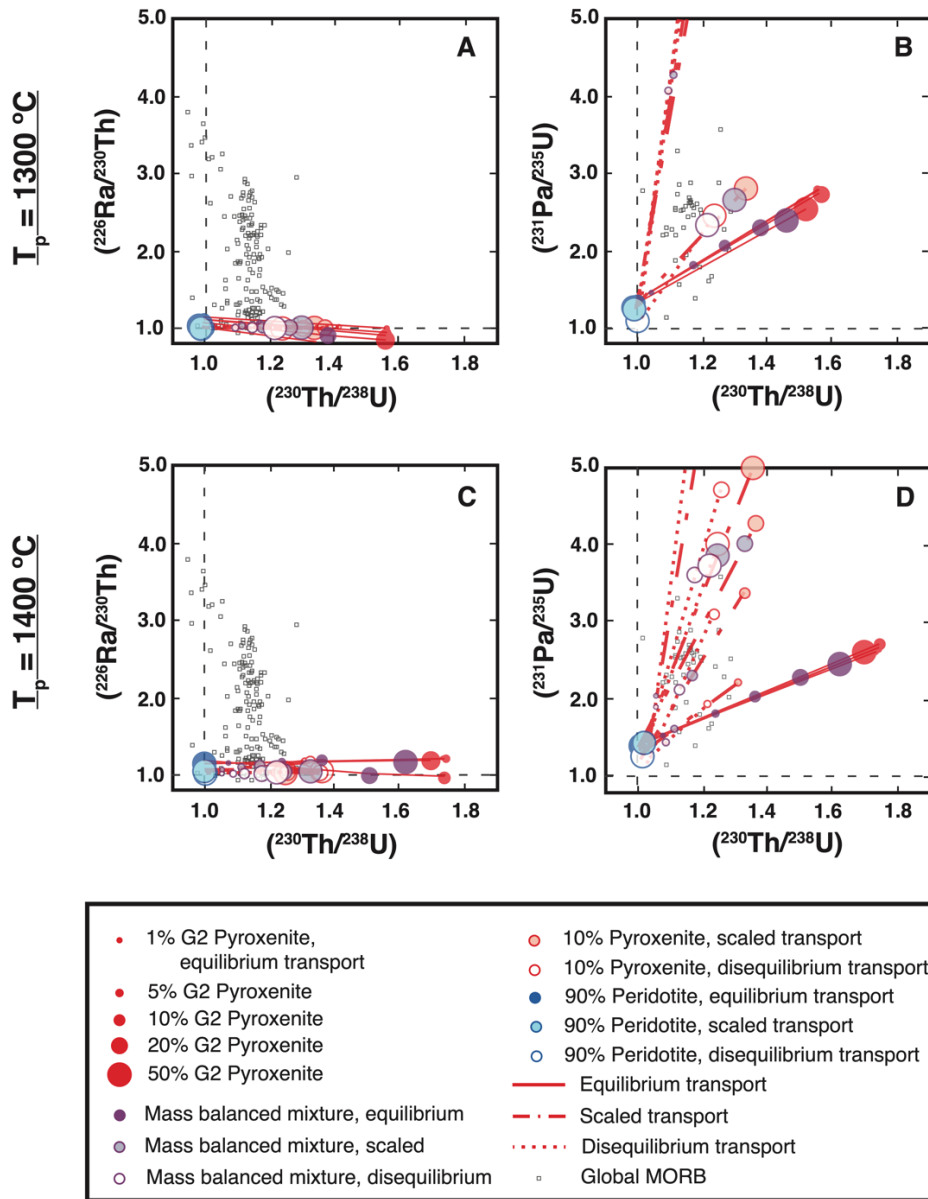 T_p = 1300 ºC
A
(²²⁶Ra/²³⁰Th)
5.0
4.0
3.0
2.0
1.0
1.0 1.2 1.4 1.6 1.8
(²³⁰Th/²³⁸U)
B
(²³¹Pa/²³⁵U)
5.0
4.0
3.0
2.0
1.0
1.0 1.2 1.4 1.6 1.8
(²³⁰Th/²³⁸U)
T_p = 1400 ºC
C
(²²⁶Ra/²³⁰Th)
5.0
4.0
3.0
2.0
1.0
1.0 1.2 1.4 1.6 1.8
(²³⁰Th/²³⁸U)
D
(²³¹Pa/²³⁵U)
5.0
4.0
3.0
2.0
1.0
1.0 1.2 1.4 1.6 1.8
(²³⁰Th/²³⁸U)
1% G2 Pyroxenite,
equilibrium transport
5% G2 Pyroxenite
10% G2 Pyroxenite
20% G2 Pyroxenite
50% G2 Pyroxenite
Mass balanced mixture, equilibrium
Mass balanced mixture, scaled
Mass balanced mixture, disequilibrium
10% Pyroxenite, scaled transport
10% Pyroxenite, disequilibrium transport
90% Peridotite, equilibrium transport
90% Peridotite, scaled transport
90% Peridotite, disequilibrium transport
Equilibrium transport
Scaled transport
Disequilibrium transport
Global MORB